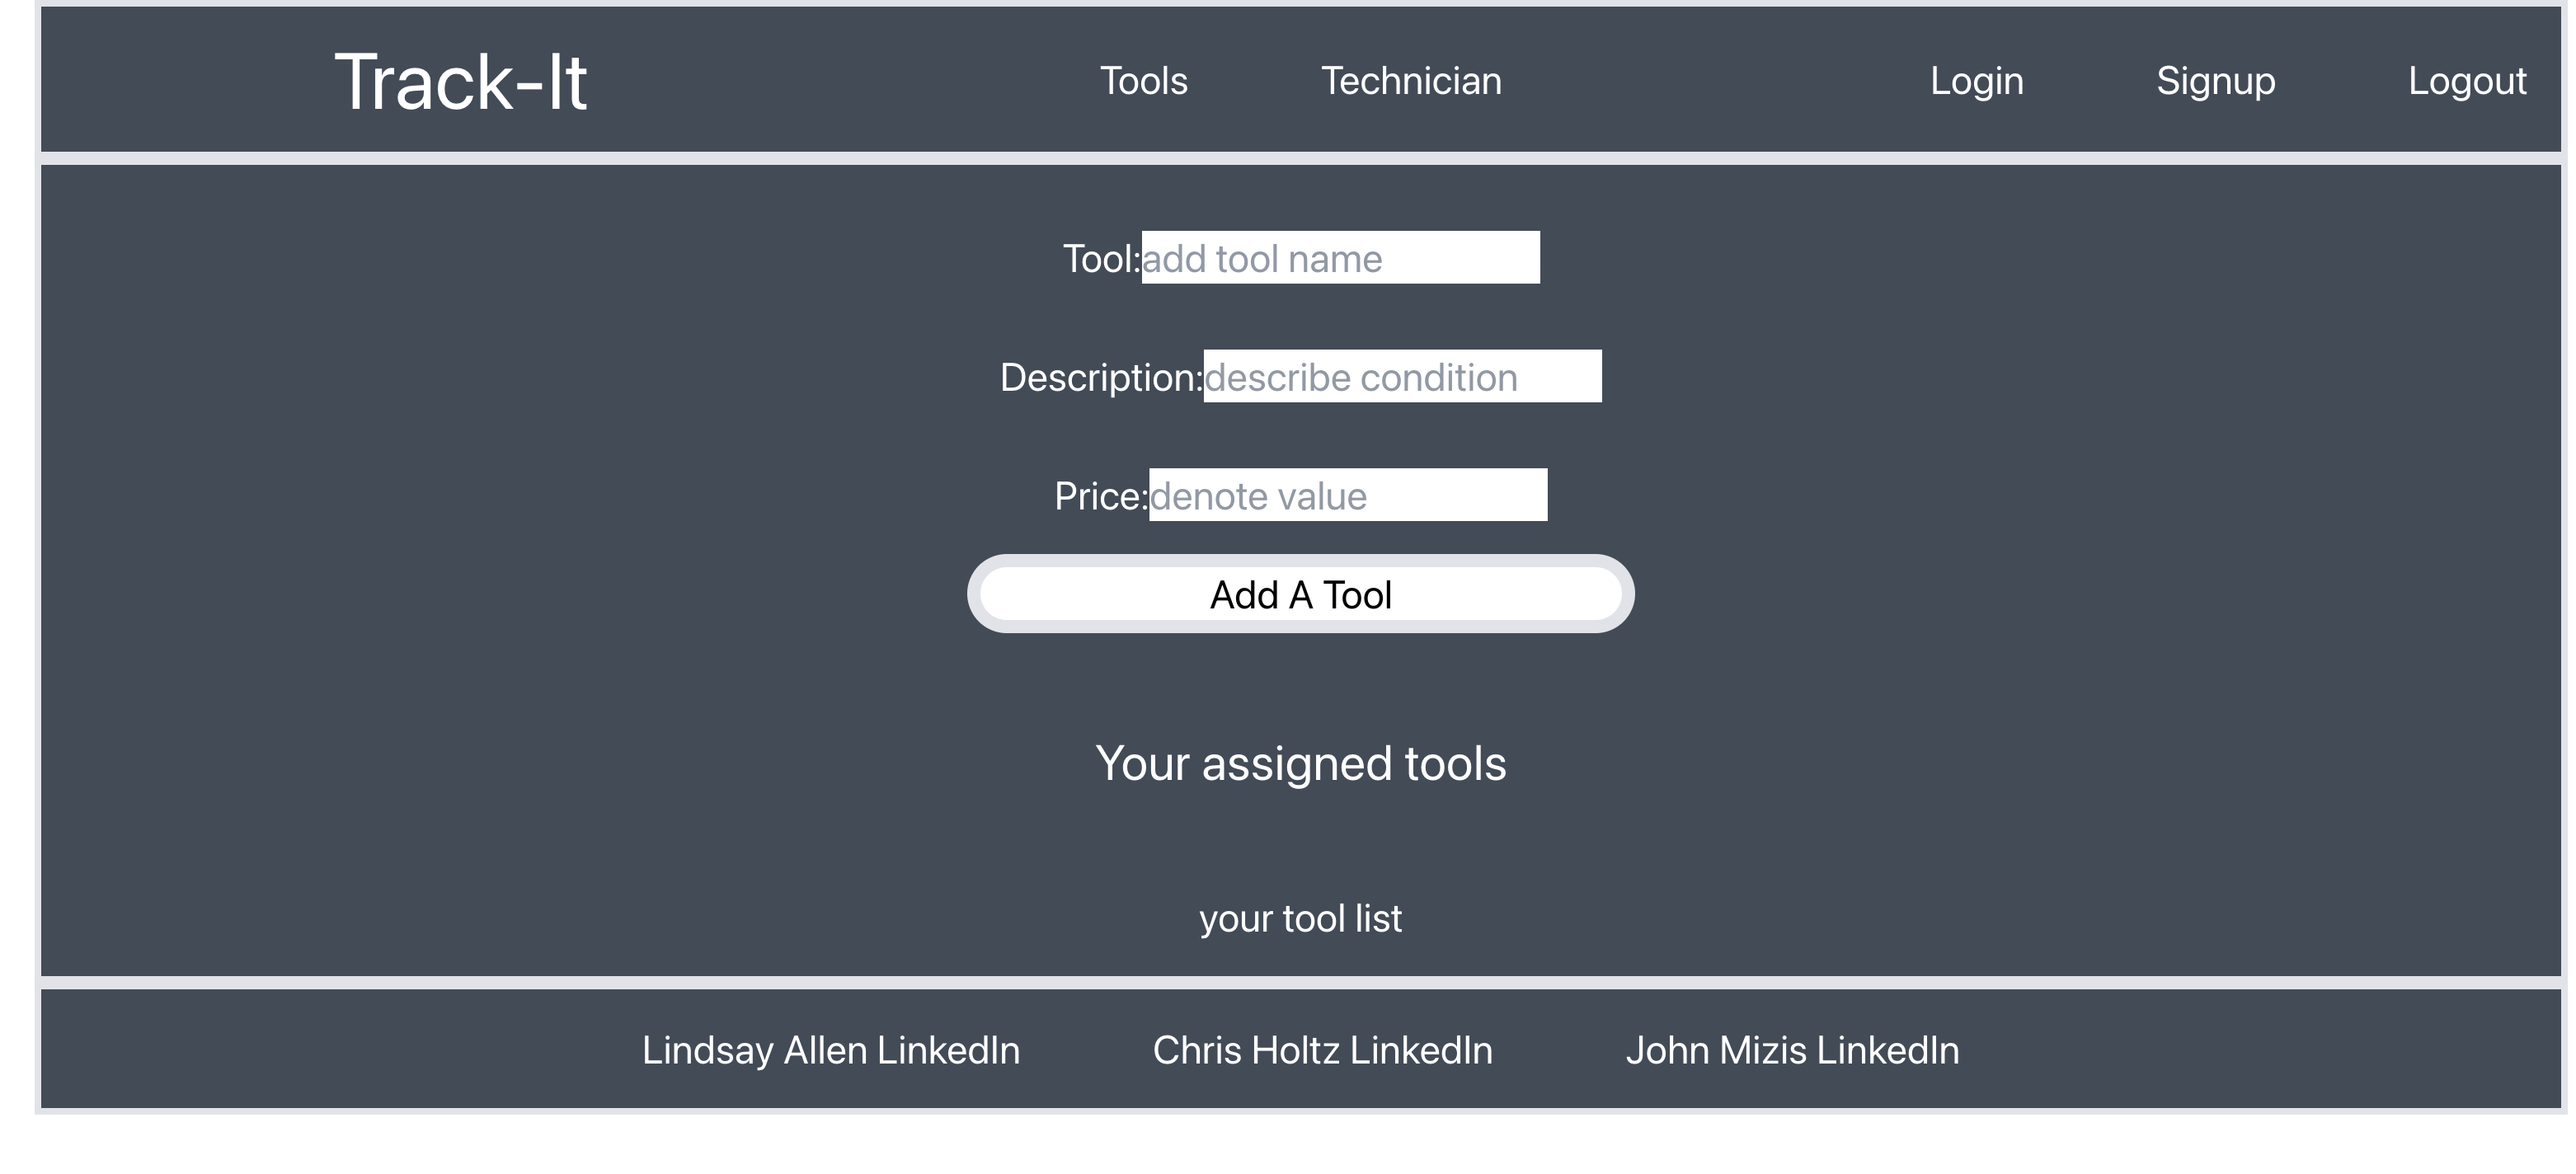 Track-It Tools Technician Login Signup Logout
Tool:add tool name
Description:describe condition
Price:denote value
Add A Tool
Your assigned tools
your tool list
Lindsay Allen LinkedIn Chris Holtz LinkedIn John Mizis LinkedIn